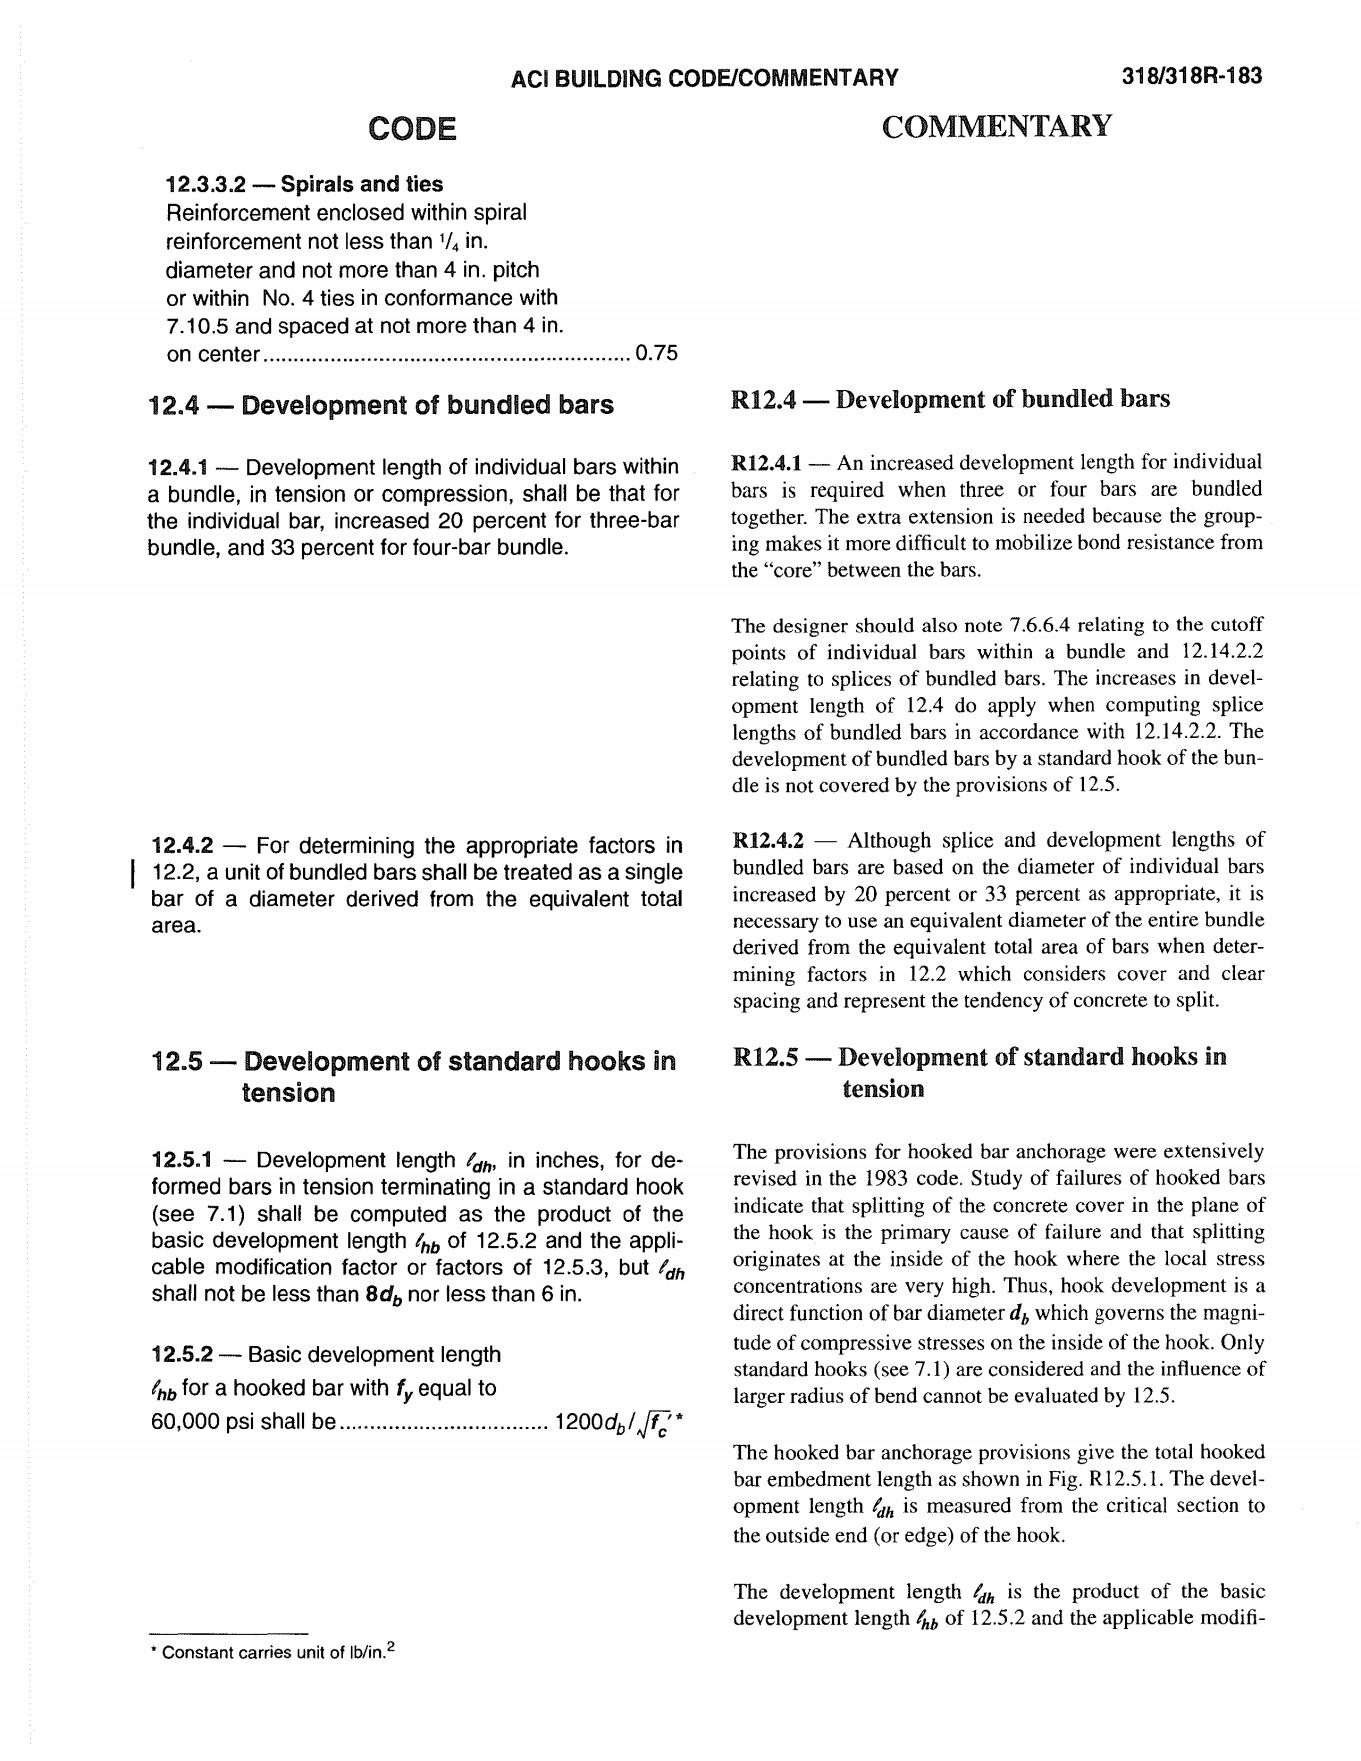 ACI BUILDING CODE/COMMENTARY
318/318R-183
CODE
12.3.3.2 — Spirals and ties
Reinforcement enclosed within spiral
reinforcement not less than 1/4 in.
diameter and not more than 4 in. pitch
or within No. 4 ties in conformance with
7.10.5 and spaced at not more than 4 in.
on center............................................................. 0.75
12.4 — Development of bundled bars
12.4.1 — Development length of individual bars within
a bundle, in tension or compression, shall be that for
the individual bar, increased 20 percent for three-bar
bundle, and 33 percent for four-bar bundle.
12.4.2 — For determining the appropriate factors in
12.2, a unit of bundled bars shall be treated as a single
bar of a diameter derived from the equivalent total
area.
12.5 — Development of standard hooks in
tension
12.5.1 — Development length ℓdh, in inches, for de-
formed bars in tension terminating in a standard hook
(see 7.1) shall be computed as the product of the
basic development length ℓhb of 12.5.2 and the appli-
cable modification factor or factors of 12.5.3, but ℓdh
shall not be less than 8db nor less than 6 in.
12.5.2 — Basic development length
ℓhb for a hooked bar with fy equal to
60,000 psi shall be................................... 1200db/√fc′*
* Constant carries unit of lb/in.2
COMMENTARY
R12.4 — Development of bundled bars
R12.4.1 — An increased development length for individual
bars is required when three or four bars are bundled
together. The extra extension is needed because the group-
ing makes it more difficult to mobilize bond resistance from
the “core” between the bars.
The designer should also note 7.6.6.4 relating to the cutoff
points of individual bars within a bundle and 12.14.2.2
relating to splices of bundled bars. The increases in devel-
opment length of 12.4 do apply when computing splice
lengths of bundled bars in accordance with 12.14.2.2. The
development of bundled bars by a standard hook of the bun-
dle is not covered by the provisions of 12.5.
R12.4.2 — Although splice and development lengths of
bundled bars are based on the diameter of individual bars
increased by 20 percent or 33 percent as appropriate, it is
necessary to use an equivalent diameter of the entire bundle
derived from the equivalent total area of bars when deter-
mining factors in 12.2 which considers cover and clear
spacing and represent the tendency of concrete to split.
R12.5 — Development of standard hooks in
tension
The provisions for hooked bar anchorage were extensively
revised in the 1983 code. Study of failures of hooked bars
indicate that splitting of the concrete cover in the plane of
the hook is the primary cause of failure and that splitting
originates at the inside of the hook where the local stress
concentrations are very high. Thus, hook development is a
direct function of bar diameter db which governs the magni-
tude of compressive stresses on the inside of the hook. Only
standard hooks (see 7.1) are considered and the influence of
larger radius of bend cannot be evaluated by 12.5.
The hooked bar anchorage provisions give the total hooked
bar embedment length as shown in Fig. R12.5.1. The devel-
opment length ℓdh is measured from the critical section to
the outside end (or edge) of the hook.
The development length ℓdh is the product of the basic
development length ℓhb of 12.5.2 and the applicable modifi-